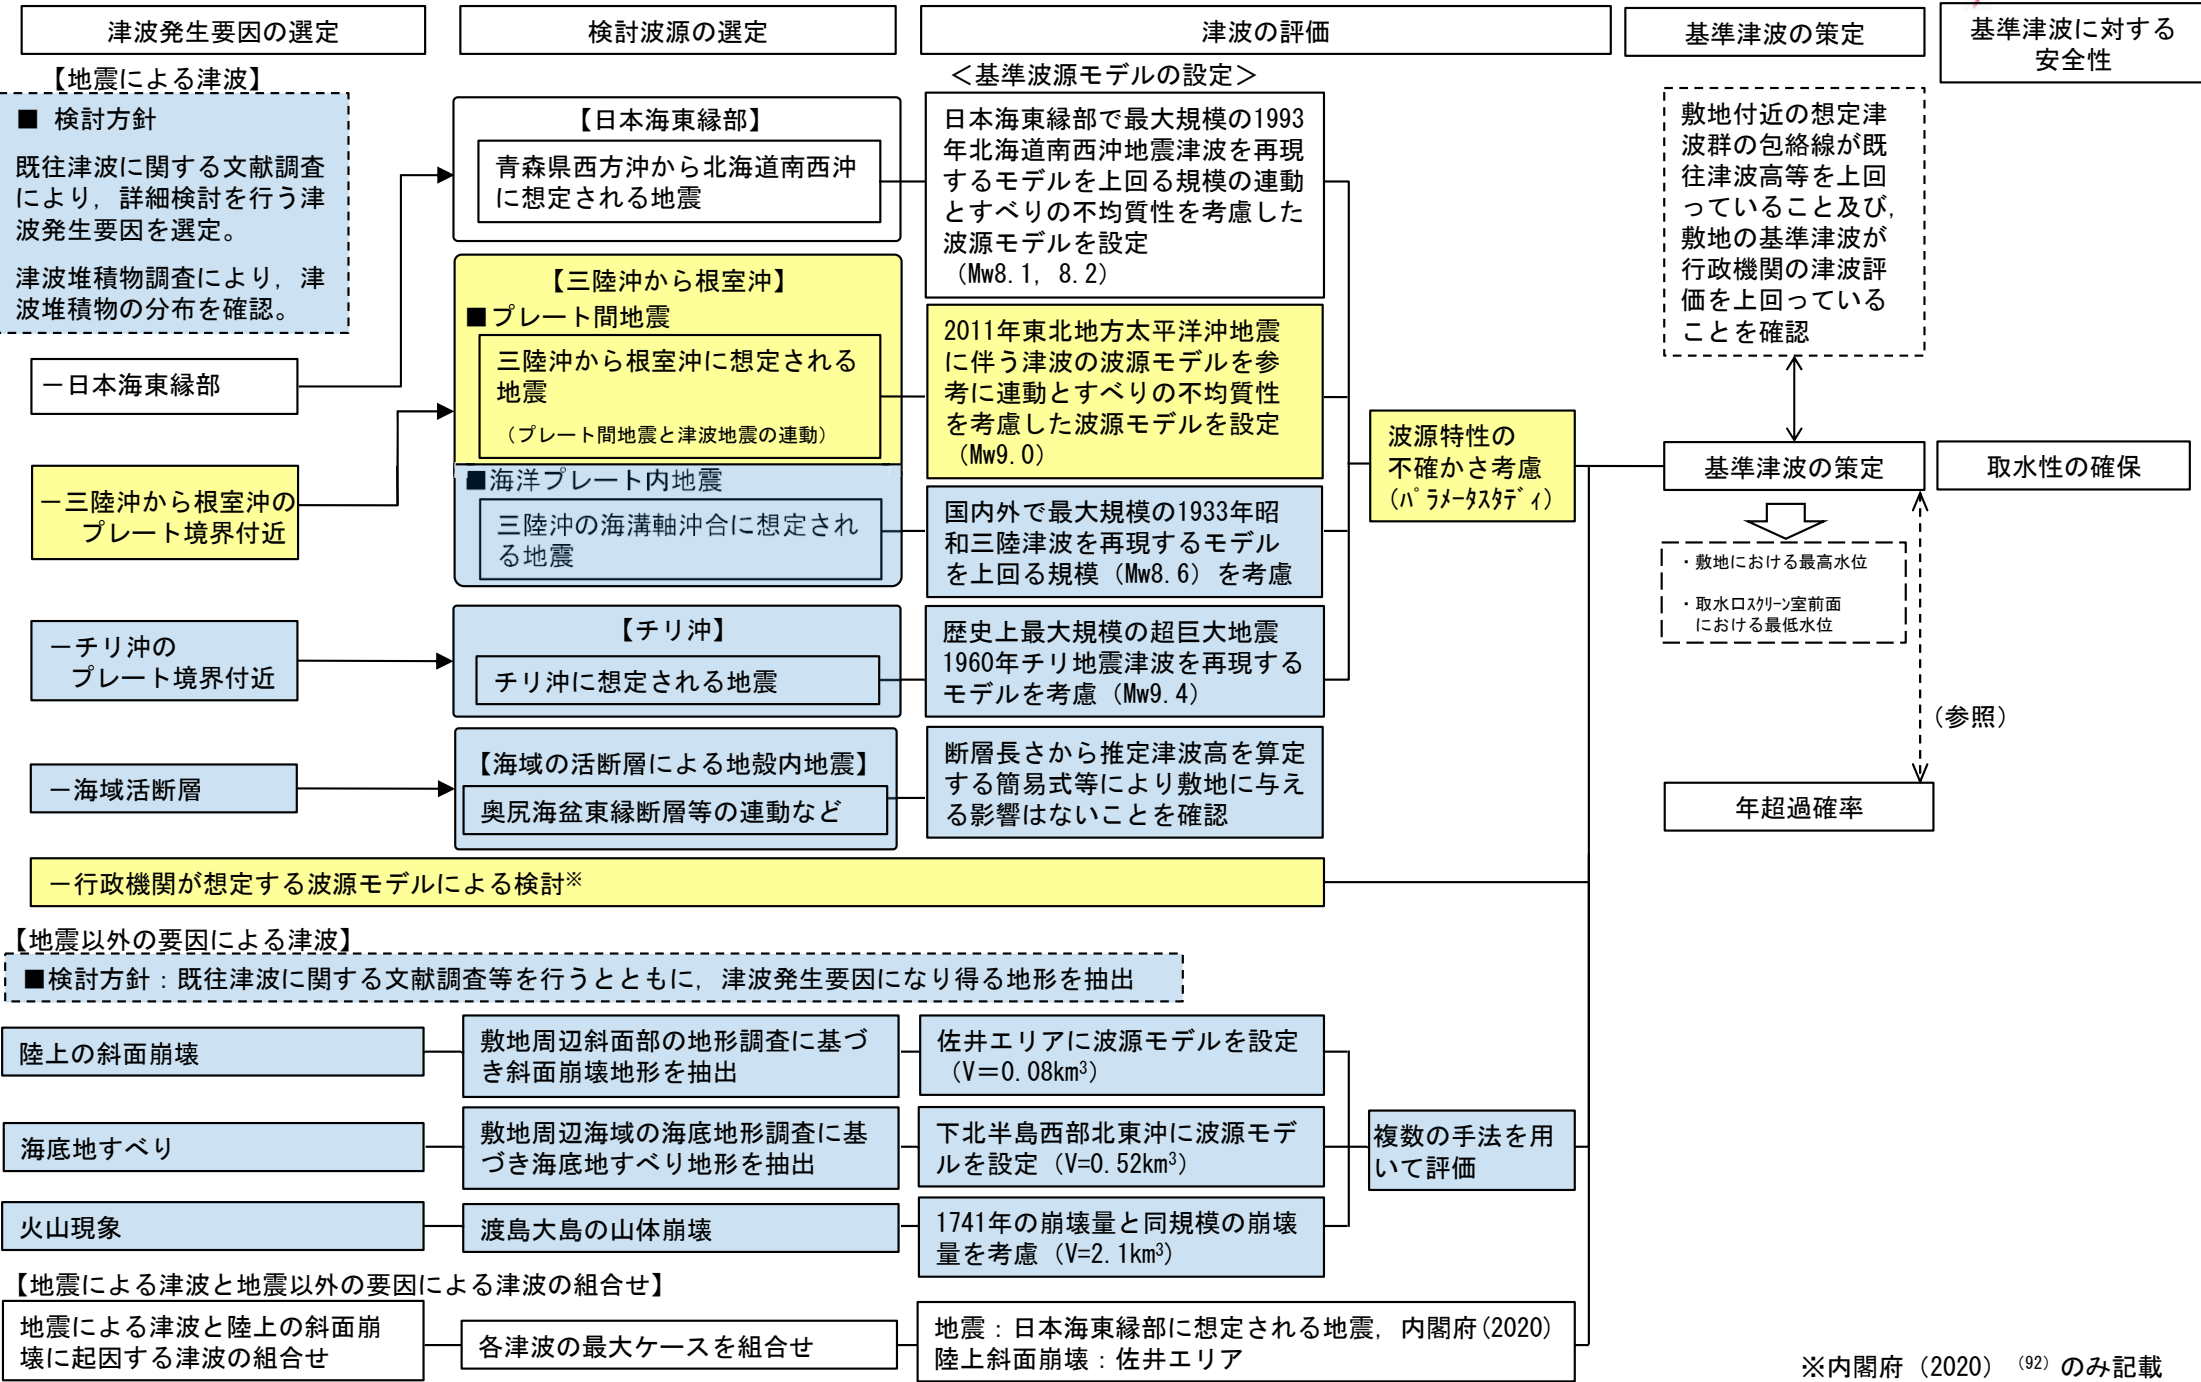 津波発生要因の選定
検討波源の選定
津波の評価
基準津波の策定
基準津波に対する
安全性
【地震による津波】
■ 検討方針
既往津波に関する文献調査
により，詳細検討を行う津
波発生要因を選定。
津波堆積物調査により，津
波堆積物の分布を確認。
－日本海東縁部
－三陸沖から根室沖の
プレート境界付近
－チリ沖の
プレート境界付近
－海域活断層
【日本海東縁部】
青森県西方沖から北海道南西沖
に想定される地震
【三陸沖から根室沖】
■プレート間地震
三陸沖から根室沖に想定される
地震
（プレート間地震と津波地震の連動）
■海洋プレート内地震
三陸沖の海溝軸沖合に想定され
る地震
【チリ沖】
チリ沖に想定される地震
【海域の活断層による地殻内地震】
奥尻海盆東縁断層等の連動など
＜基準波源モデルの設定＞
日本海東縁部で最大規模の1993
年北海道南西沖地震津波を再現
するモデルを上回る規模の連動
とすべりの不均質性を考慮した
波源モデルを設定
（Mw8.1，8.2）
2011年東北地方太平洋沖地震
に伴う津波の波源モデルを参
考に連動とすべりの不均質性
を考慮した波源モデルを設定
（Mw9.0）
国内外で最大規模の1933年昭
和三陸津波を再現するモデル
を上回る規模（Mw8.6）を考慮
歴史上最大規模の超巨大地震
1960年チリ地震津波を再現する
モデルを考慮（Mw9.4）
断層長さから推定津波高を算定
する簡易式等により敷地に与え
る影響はないことを確認
波源特性の
不確かさ考慮
(ﾊﾟﾗﾒｰﾀｽﾀﾃﾞｨ)
敷地付近の想定津
波群の包絡線が既
往津波高等を上回
っていること及び，
敷地の基準津波が
行政機関の津波評
価を上回っている
ことを確認
基準津波の策定
取水性の確保
・敷地における最高水位
・取水口ｽｸﾘｰﾝ室前面
における最低水位
（参照）
年超過確率
－行政機関が想定する波源モデルによる検討※
【地震以外の要因による津波】
■検討方針：既往津波に関する文献調査等を行うとともに，津波発生要因になり得る地形を抽出
陸上の斜面崩壊
敷地周辺斜面部の地形調査に基づ
き斜面崩壊地形を抽出
佐井エリアに波源モデルを設定
（V＝0.08km³）
海底地すべり
敷地周辺海域の海底地形調査に基
づき海底地すべり地形を抽出
下北半島西部北東沖に波源モデ
ルを設定（V=0.52km³）
火山現象
渡島大島の山体崩壊
1741年の崩壊量と同規模の崩壊
量を考慮（V=2.1km³）
複数の手法を用
いて評価
【地震による津波と地震以外の要因による津波の組合せ】
地震による津波と陸上の斜面崩
壊に起因する津波の組合せ
各津波の最大ケースを組合せ
地震：日本海東縁部に想定される地震，内閣府(2020)
陸上斜面崩壊：佐井エリア
※内閣府（2020）⁽⁹²⁾のみ記載